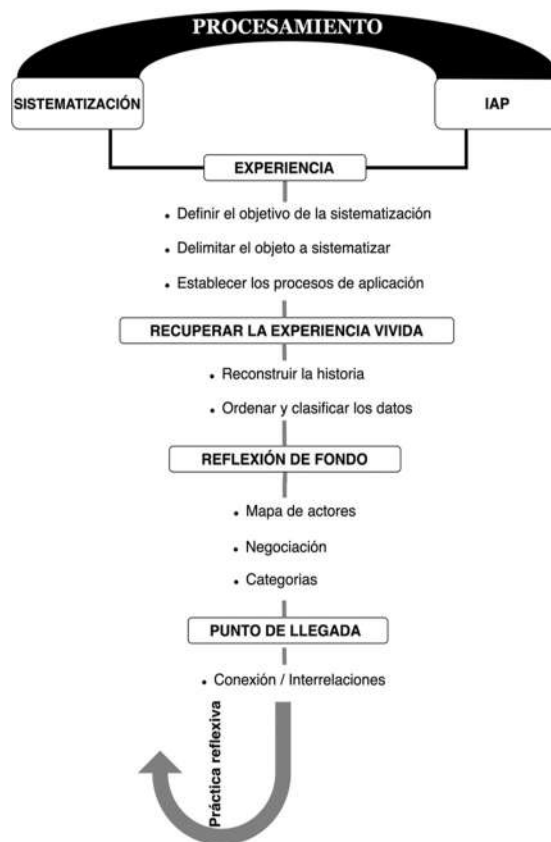 PROCESAMIENTO
SISTEMATIZACIÓN
IAP
EXPERIENCIA
• Definir el objetivo de la sistematización
• Delimitar el objeto a sistematizar
• Establecer los procesos de aplicación
RECUPERAR LA EXPERIENCIA VIVIDA
• Reconstruir la historia
• Ordenar y clasificar los datos
REFLEXIÓN DE FONDO
• Mapa de actores
• Negociación
• Categorias
PUNTO DE LLEGADA
• Conexión / Interrelaciones
Práctica reflexiva